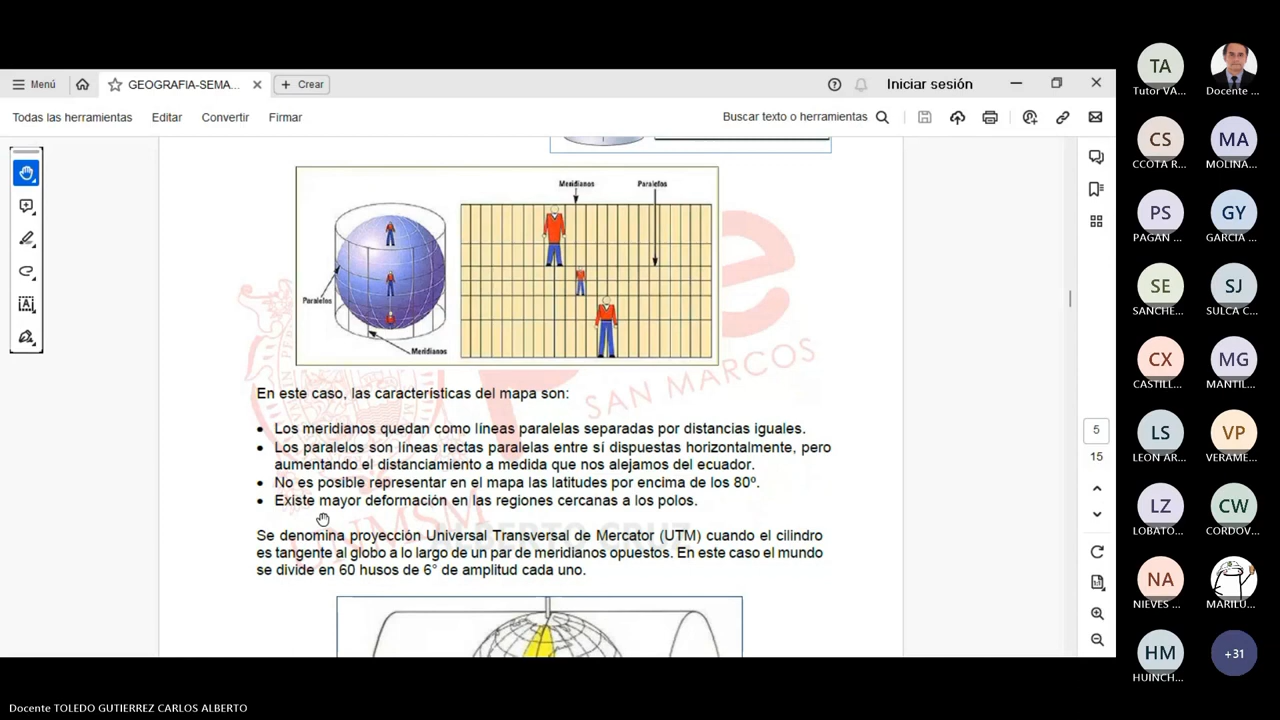 Menú
GEOGRAFIA-SEMA...
Crear
Iniciar sesión
Todas las herramientas
Editar
Convertir
Firmar
Buscar texto o herramientas
Meridianos
Paralelos
Paralelos
Meridianos
SAN MARCOS
En este caso, las características del mapa son:
• Los meridianos quedan como líneas paralelas separadas por distancias iguales.
• Los paralelos son líneas rectas paralelas entre sí dispuestas horizontalmente, pero
aumentando el distanciamiento a medida que nos alejamos del ecuador.
• No es posible representar en el mapa las latitudes por encima de los 80º.
• Existe mayor deformación en las regiones cercanas a los polos.
UNMSM
ALBERTO CRUZ
Se denomina proyección Universal Transversal de Mercator (UTM) cuando el cilindro
es tangente al globo a lo largo de un par de meridianos opuestos. En este caso el mundo
se divide en 60 husos de 6° de amplitud cada uno.
5
15
TA
Tutor VA...
Docente ...
CS
CCOTA R...
MA
MOLINA...
PS
PAGAN ...
GY
GARCIA ...
SE
SANCHE...
SJ
SULCA C...
CX
CASTILL...
MG
MANTIL...
LS
LEON AR...
VP
VERAME...
LZ
LOBATO...
CW
CORDOV...
NA
NIEVES ...
MARILÚ...
HM
HUINCH...
+31
Docente TOLEDO GUTIERREZ CARLOS ALBERTO